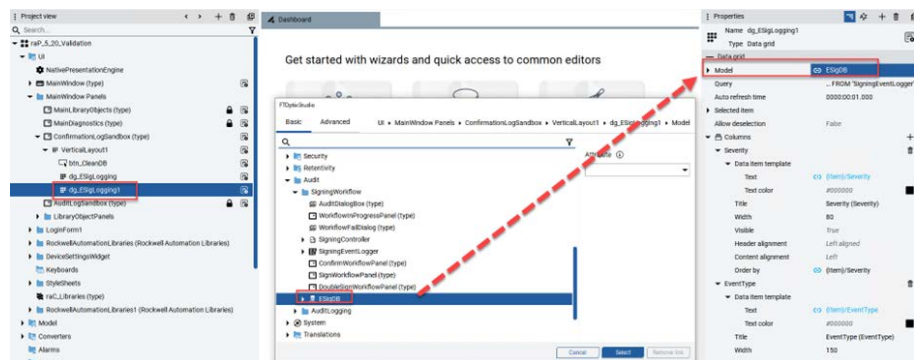 Project view
Search...
raP_5_20_Validation
UI
NativePresentationEngine
MainWindow (type)
MainWindow Panels
MainLibraryObjects (type)
MainDiagnostics (type)
ConfirmationLogSandbox (type)
VerticalLayout1
btn_CleanDB
dg_ESigLogging
dg_ESigLogging1
AuditLogSandbox (type)
LibraryObjectPanels
LoginForm1
RockwellAutomationLibraries (Rockwell Automation Libraries)
DeviceSettingsWidget
Keyboards
StyleSheets
raC_Libraries (type)
RockwellAutomationLibraries1 (Rockwell Automation Libraries)
Model
Converters
Alarms
Dashboard
Get started with wizards and quick access to common editors
FTOptixStudio
Basic Advanced UI MainWindow Panels ConfirmationLogSandbox VerticalLayout1 dg_ESigLogging1 Model
Security
Retentivity
Audit
SigningWorkflow
AuditDialogBox (type)
WorkflowInProgressPanel (type)
WorkflowFailDialog (type)
SigningController
SigningEventLogger
ConfirmWorkflowPanel (type)
SignWorkflowPanel (type)
DoubleSignWorkflowPanel (type)
ESigDB
AuditLogging
System
Translations
Attribute
Cancel Select Remove link
Properties
Name dg_ESigLogging1
Type Data grid
Data grid
Model ESigDB
Query ... FROM "SigningEventLogger"
Auto refresh time 0000:00:01.000
Selected item
Allow deselection False
Columns
Severity
Data item template
Text {Item}/Severity
Text color #000000
Title Severity (Severity)
Width 80
Visible True
Header alignment Left aligned
Content alignment Left
Order by {Item}/Severity
EventType
Data item template
Text {Item}/EventType
Text color #000000
Title EventType (EventType)
Width 150